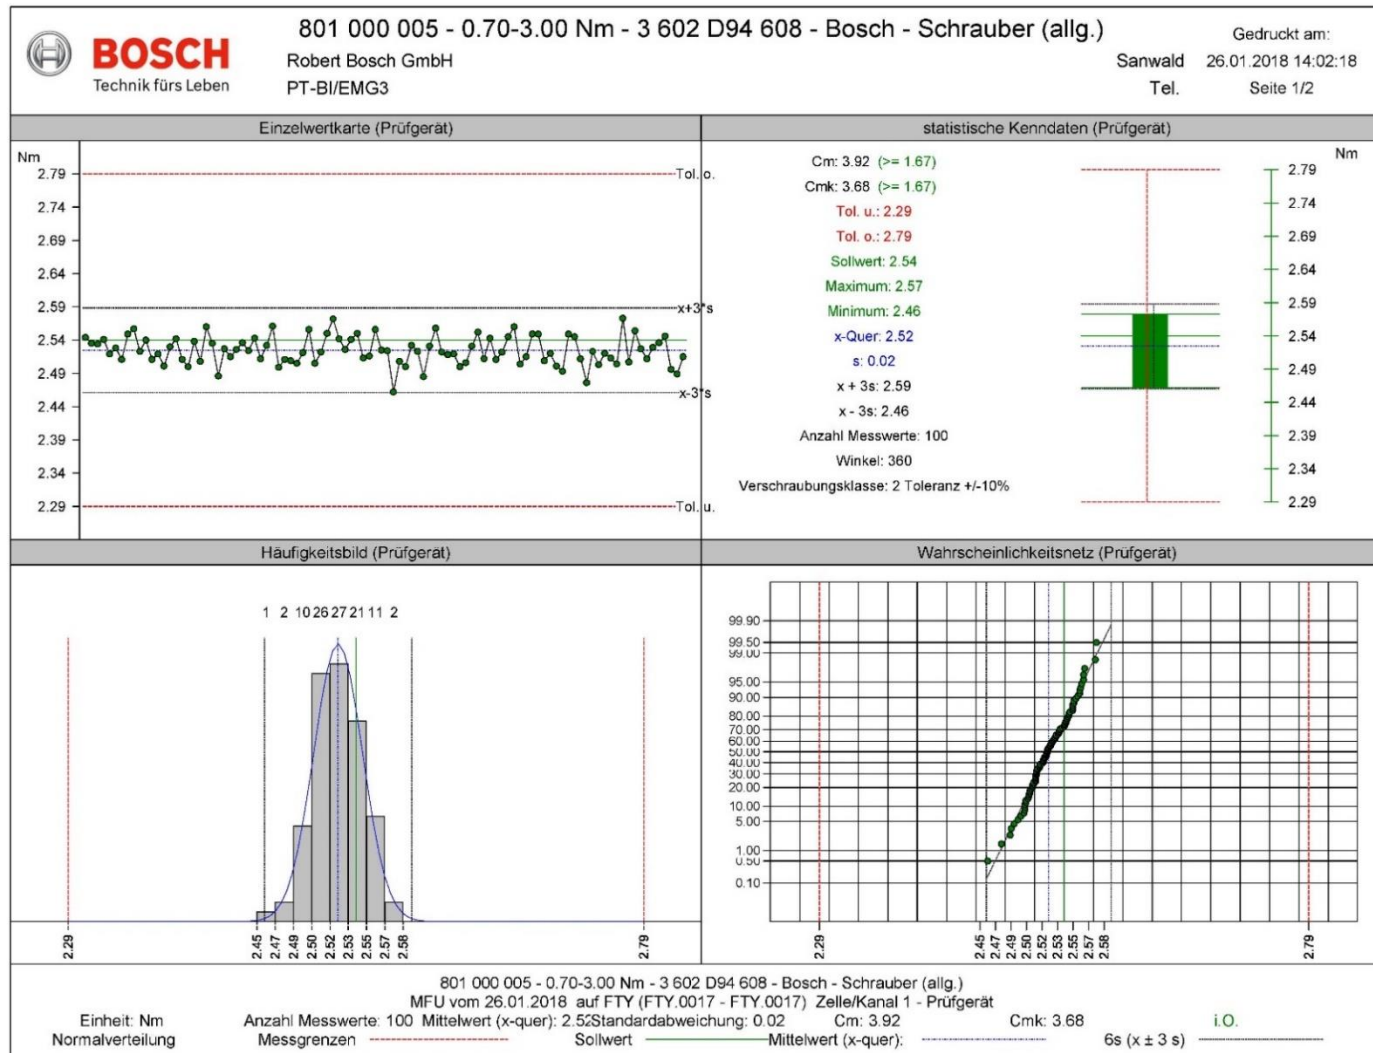 801 000 005 - 0.70-3.00 Nm - 3 602 D94 608 - Bosch - Schrauber (allg.)
Gedruckt am:
BOSCH
Technik fürs Leben
Robert Bosch GmbH
Sanwald 26.01.2018 14:02:18
PT-BI/EMG3
Tel. Seite 1/2
Einzelwertkarte (Prüfgerät)
Nm
2.79
2.74
2.69
2.64
2.59
2.54
2.49
2.44
2.39
2.34
2.29
Tol. o.
x+3*s
x-3*s
Tol. u.
statistische Kenndaten (Prüfgerät)
Cm: 3.92 (>= 1.67)
Cmk: 3.68 (>= 1.67)
Tol. u.: 2.29
Tol. o.: 2.79
Sollwert: 2.54
Maximum: 2.57
Minimum: 2.46
x-Quer: 2.52
s: 0.02
x + 3s: 2.59
x - 3s: 2.46
Anzahl Messwerte: 100
Winkel: 360
Verschraubungsklasse: 2 Toleranz +/-10%
Nm
2.79
2.74
2.69
2.64
2.59
2.54
2.49
2.44
2.39
2.34
2.29
Häufigkeitsbild (Prüfgerät)
1 2 10 26 27 21 11 2
2.29 2.45 2.47 2.49 2.50 2.52 2.53 2.55 2.57 2.58 2.79
Wahrscheinlichkeitsnetz (Prüfgerät)
99.90
99.50
99.00
95.00
90.00
80.00
70.00
60.00
50.00
40.00
30.00
20.00
10.00
5.00
1.00
0.50
0.10
2.29 2.45 2.47 2.49 2.50 2.52 2.53 2.55 2.57 2.58 2.79
801 000 005 - 0.70-3.00 Nm - 3 602 D94 608 - Bosch - Schrauber (allg.)
MFU vom 26.01.2018 auf FTY (FTY.0017 - FTY.0017) Zelle/Kanal 1 - Prüfgerät
Einheit: Nm Anzahl Messwerte: 100 Mittelwert (x-quer): 2.52 Standardabweichung: 0.02 Cm: 3.92 Cmk: 3.68 i.O.
Normalverteilung Messgrenzen Sollwert Mittelwert (x-quer): 6s (x ± 3 s)